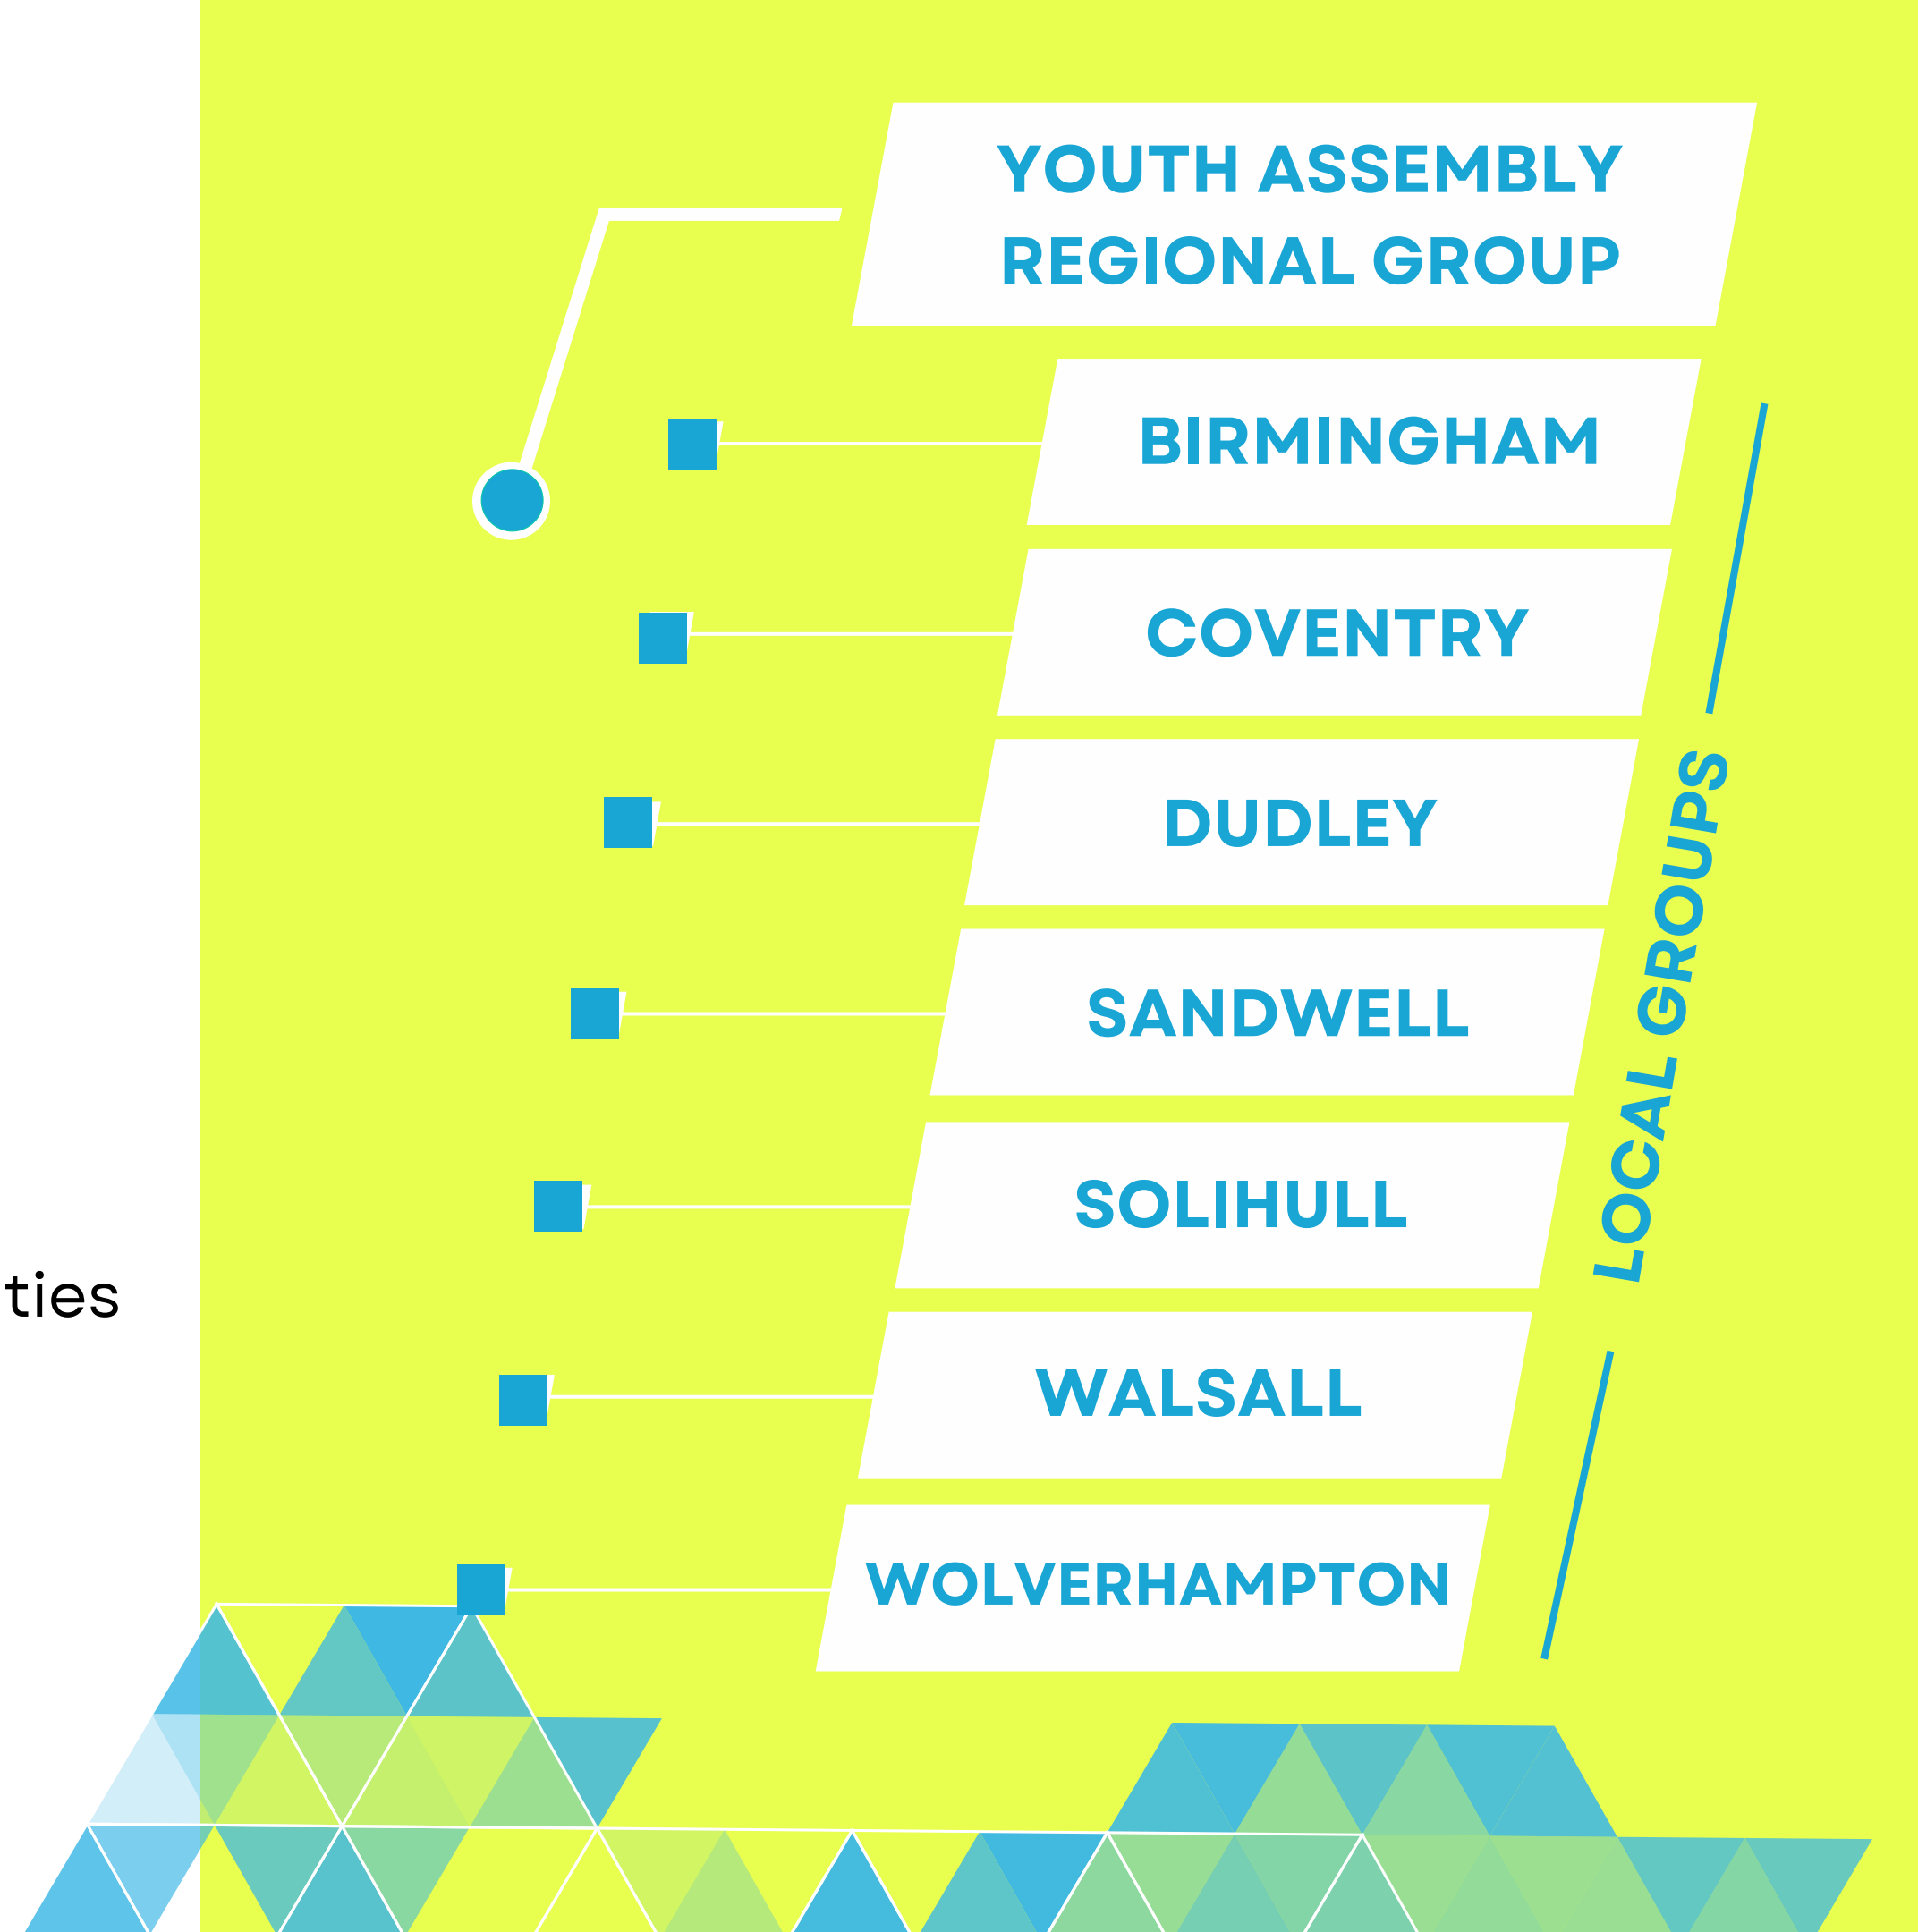 YOUTH ASSEMBLY
REGIONAL GROUP
BIRMINGHAM
COVENTRY
DUDLEY
SANDWELL
SOLIHULL
WALSALL
WOLVERHAMPTON
LOCAL GROUPS
ties